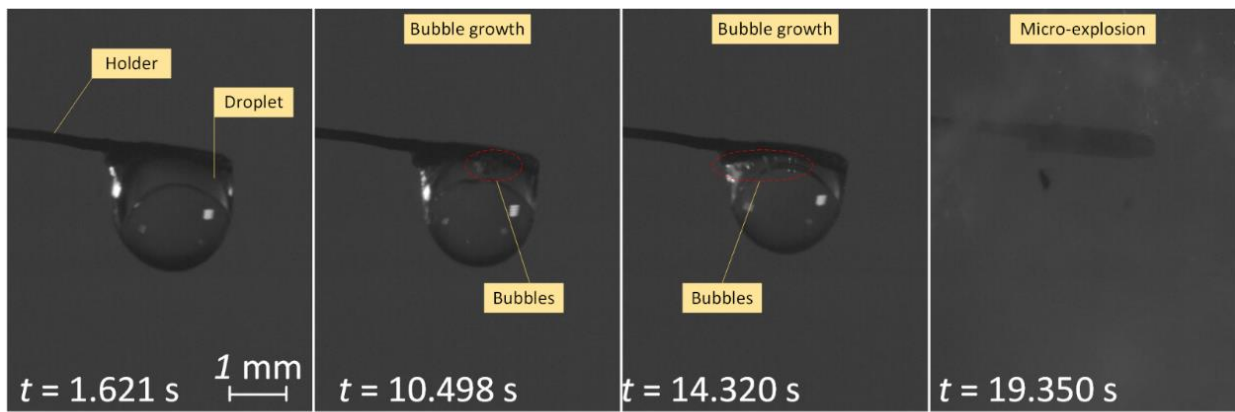 Holder
Droplet
t = 1.621 s
1 mm
Bubble growth
Bubbles
t = 10.498 s
Bubble growth
Bubbles
t = 14.320 s
Micro-explosion
t = 19.350 s